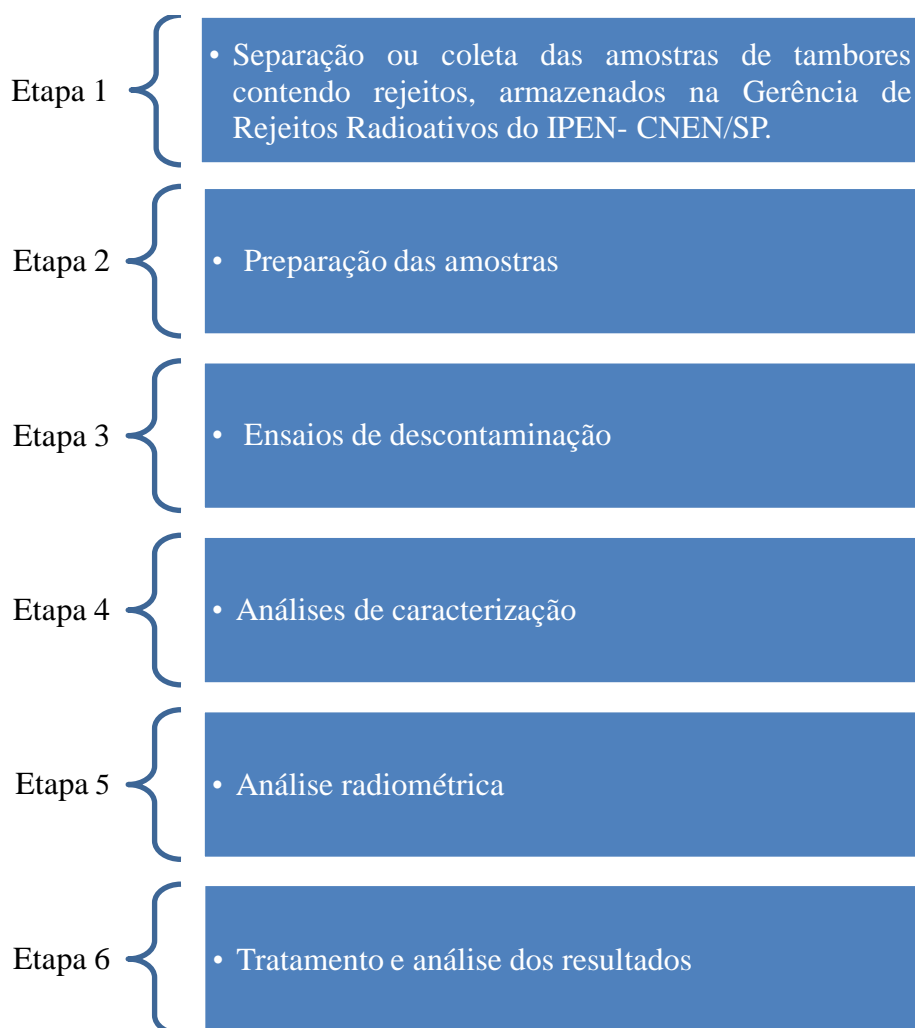 Etapa 1
• Separação ou coleta das amostras de tambores
contendo rejeitos, armazenados na Gerência de
Rejeitos Radioativos do IPEN- CNEN/SP.
Etapa 2
• Preparação das amostras
Etapa 3
• Ensaios de descontaminação
Etapa 4
• Análises de caracterização
Etapa 5
• Análise radiométrica
Etapa 6
• Tratamento e análise dos resultados